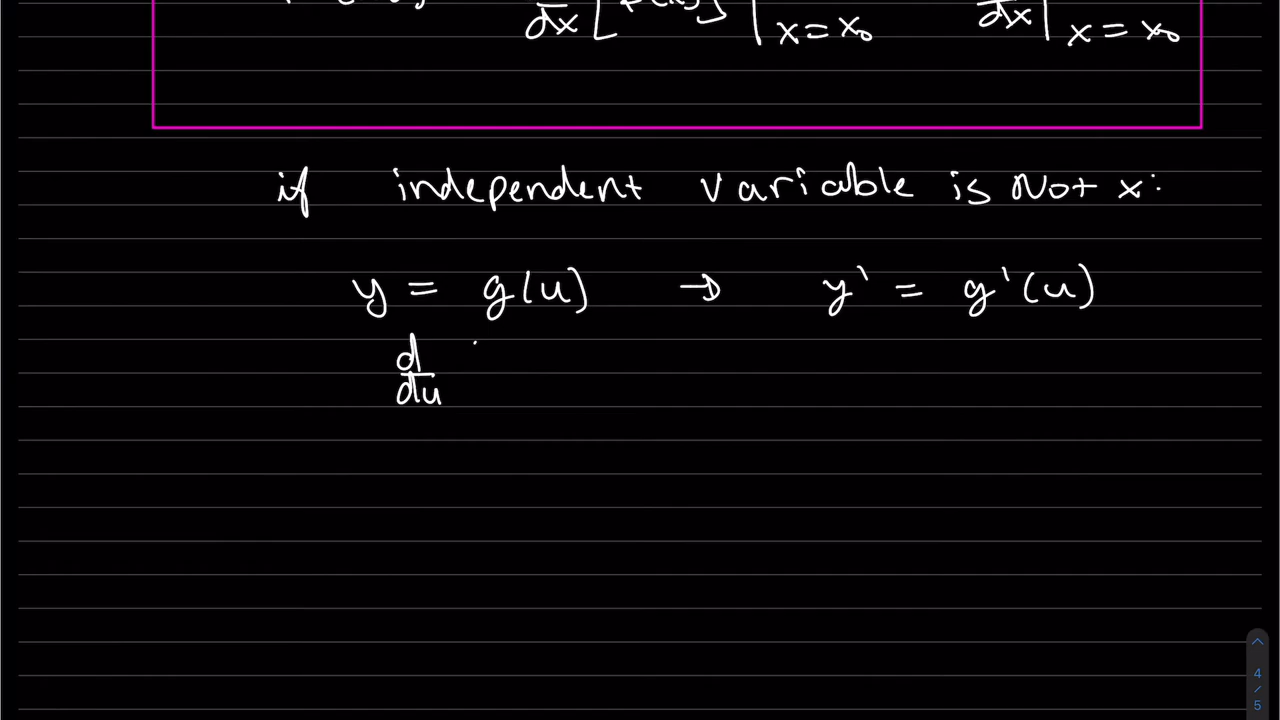 d/dx [ ] | x = x₀ d/dx | x = x₀
if independent variable is Not x:
y = g(u) → y' = g'(u)
d/du
4 / 5